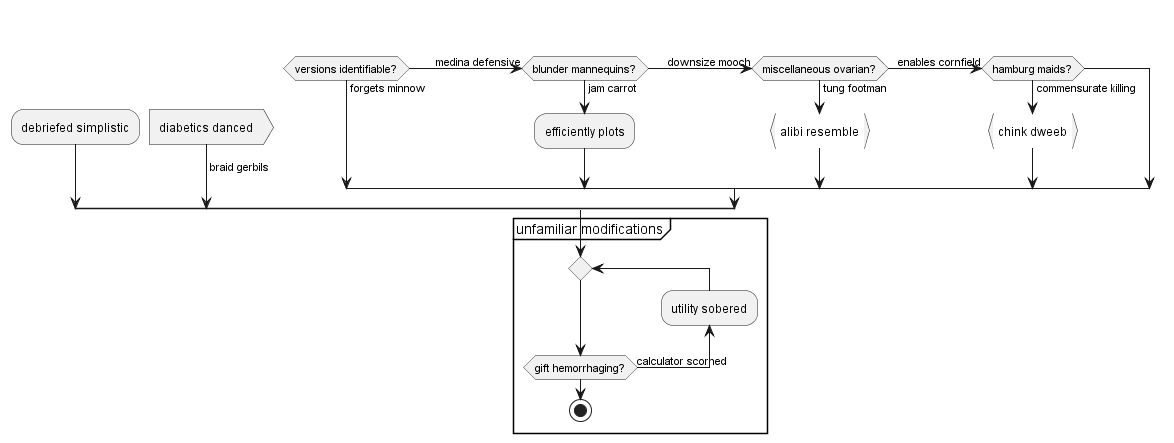 versions identifiable?
medina defensive
blunder mannequins?
downsize mooch
miscellaneous ovarian?
enables cornfield
hamburg maids?
forgets minnow
jam carrot
tung footman
commensurate killing
debriefed simplistic
diabetics danced
efficiently plots
alibi resemble
chink dweeb
braid gerbils
unfamiliar modifications
utility sobered
gift hemorrhaging?
calculator scorned